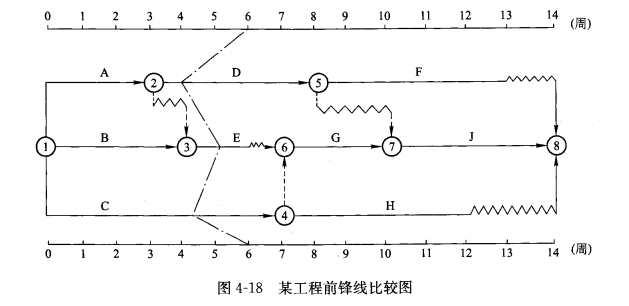 0 1 2 3 4 5 6 7 8 9 10 11 12 13 14 (周)
A ② D ⑤ F
① B ③ E ⑥ G ⑦ J ⑧
C ④ H
0 1 2 3 4 5 6 7 8 9 10 11 12 13 14 (周)
图 4-18 某工程前锋线比较图